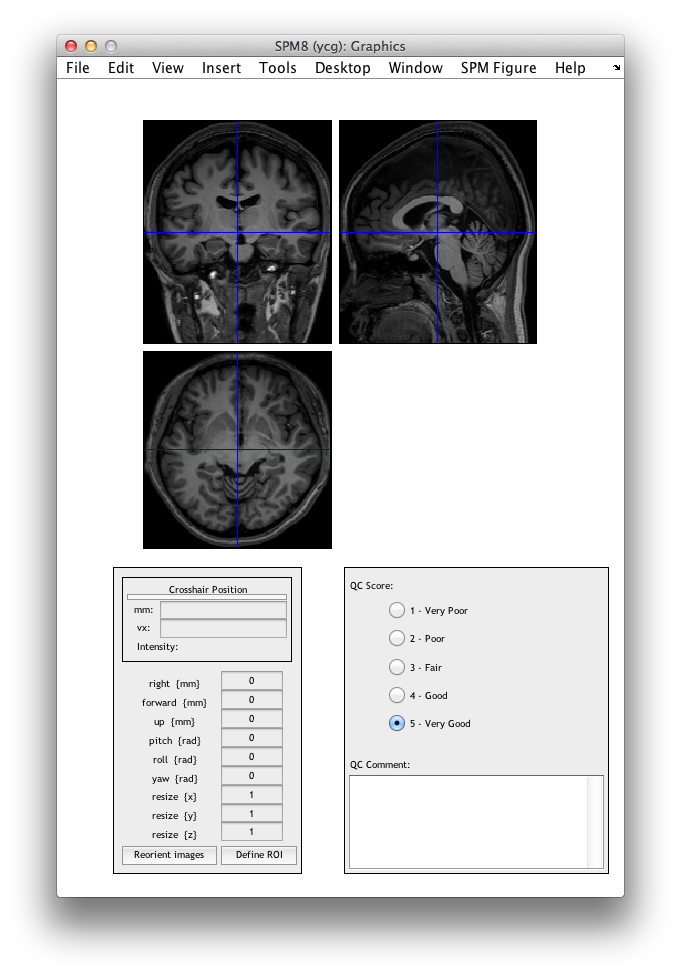 SPM8 (ycg): Graphics
File Edit View Insert Tools Desktop Window SPM Figure Help
Crosshair Position
mm:
vx:
Intensity:
right {mm} 0
forward {mm} 0
up {mm} 0
pitch {rad} 0
roll {rad} 0
yaw {rad} 0
resize {x} 1
resize {y} 1
resize {z} 1
Reorient images Define ROI
QC Score:
1 - Very Poor
2 - Poor
3 - Fair
4 - Good
5 - Very Good
QC Comment: